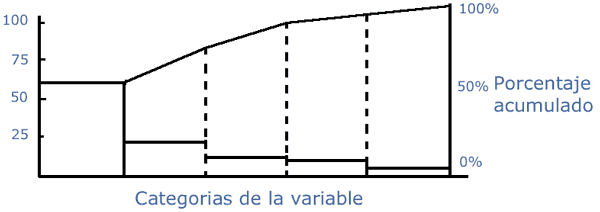 100
75
50
25
100%
50%
0%
Porcentaje
acumulado
Categorias de la variable